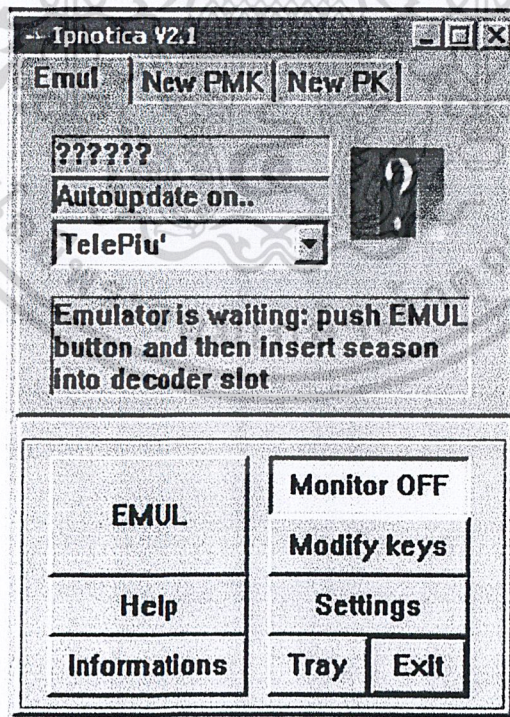 Ipnotica V2.1
Emul New PMK New PK
??????
Autoupdate on..
TelePiu'
Emulator is waiting: push EMUL
button and then insert season
into decoder slot
EMUL
Monitor OFF
Modify keys
Help
Settings
Informations
Tray
Exit